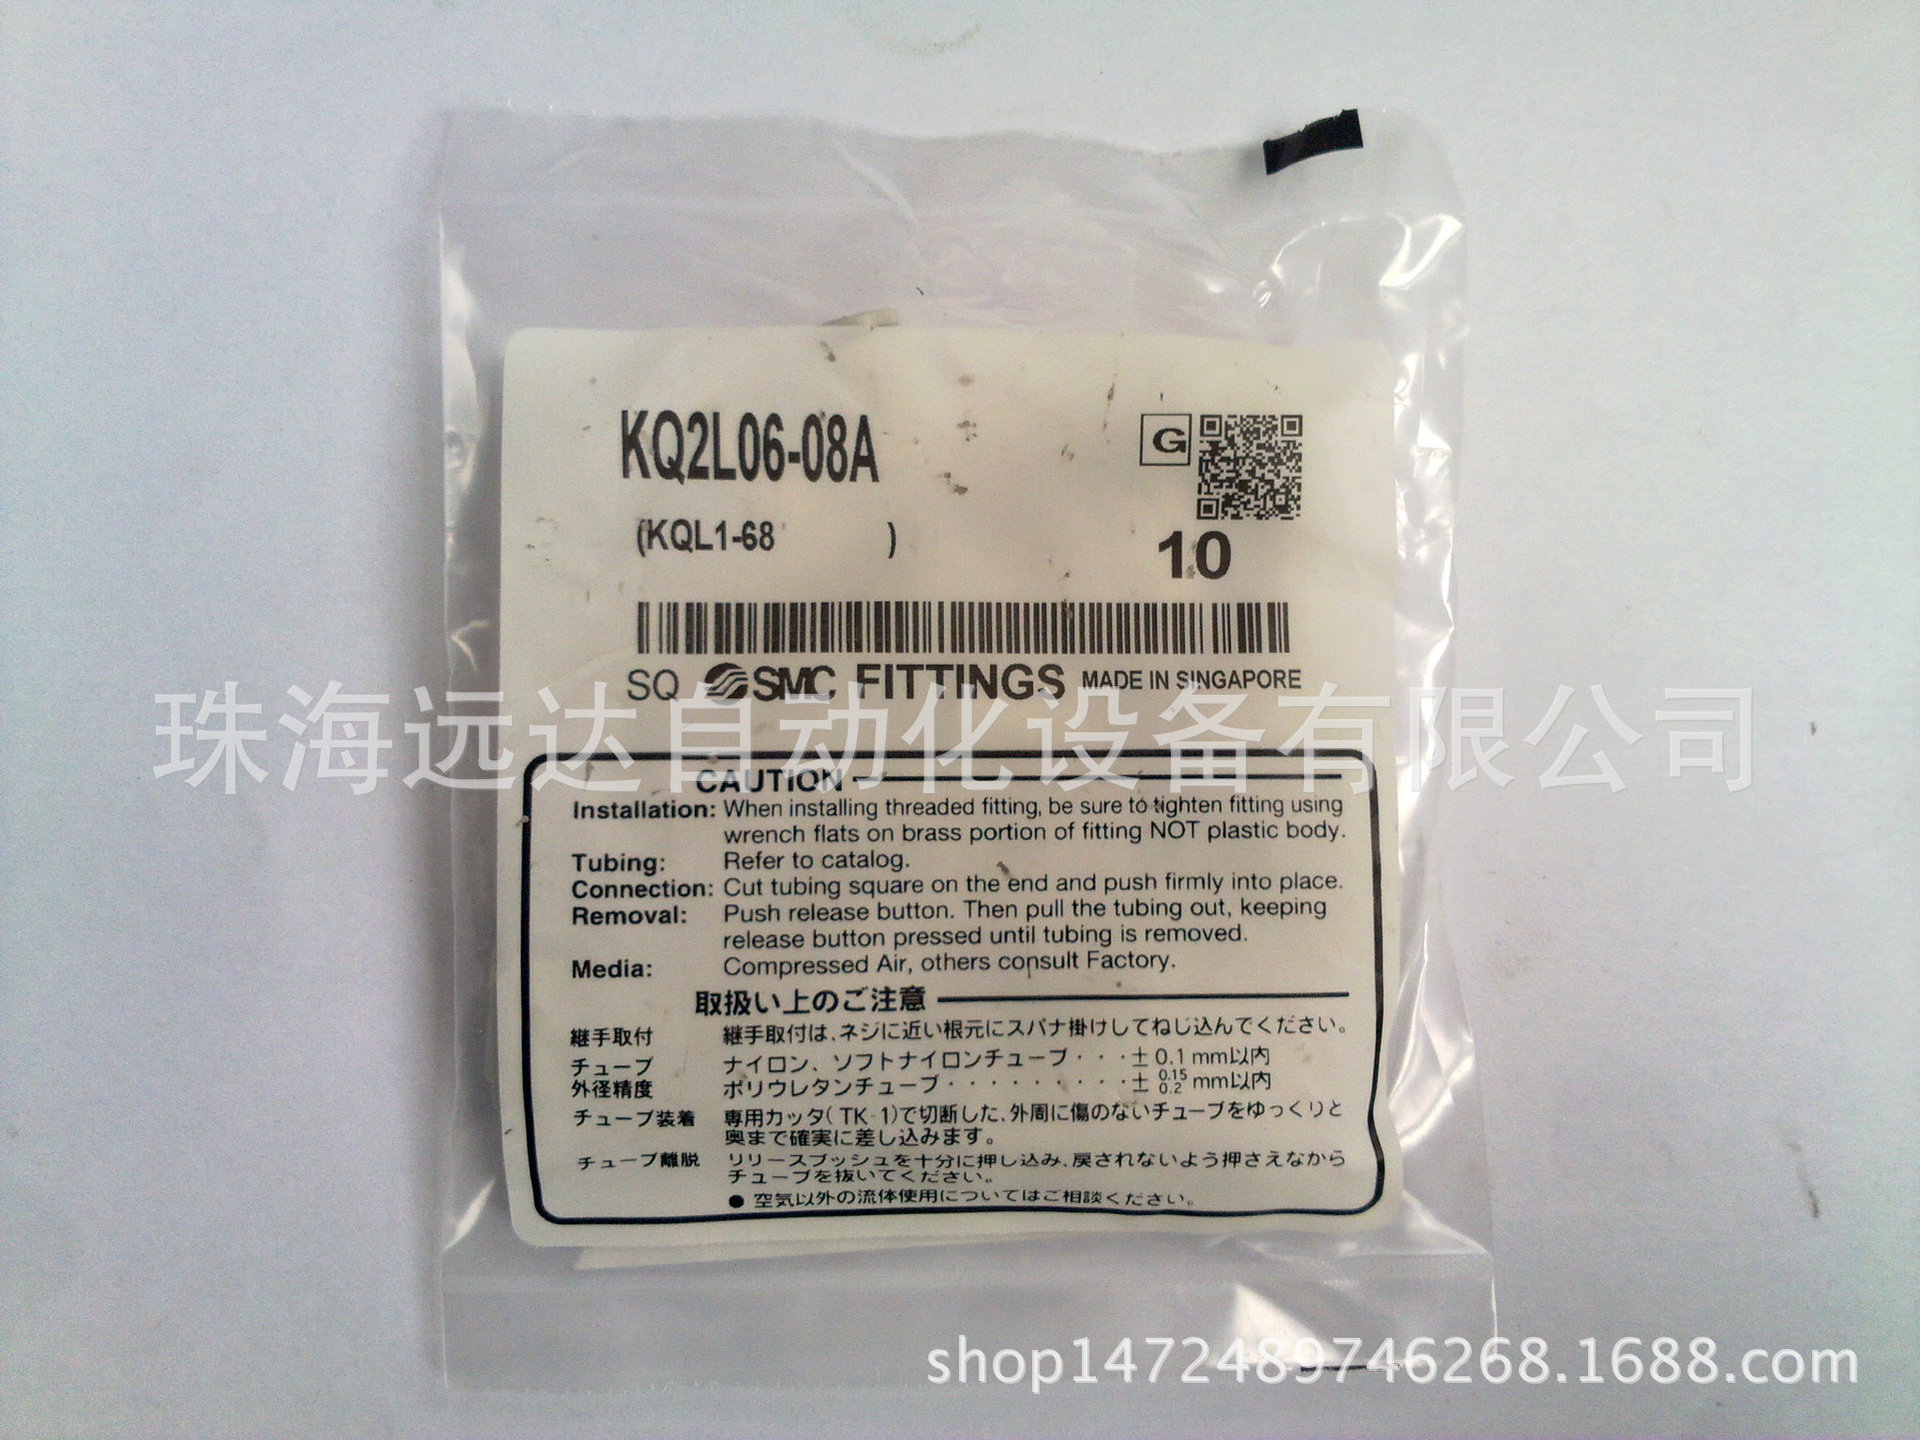 KQ2L06-08A
G
(KQL1-68 )
10
SQ SMC FITTINGS MADE IN SINGAPORE
珠海远达自动化设备有限公司
CAUTION
Installation: When installing threaded fitting, be sure to tighten fitting using
wrench flats on brass portion of fitting NOT plastic body.
Tubing: Refer to catalog.
Connection: Cut tubing square on the end and push firmly into place.
Removal: Push release button. Then pull the tubing out, keeping
release button pressed until tubing is removed.
Media: Compressed Air, others consult Factory.
取扱い上のご注意
継手取付 継手取付は、ネジに近い根元にスパナ掛けしてねじ込んでください。
チューブ ナイロン、ソフトナイロンチューブ・・・± 0.1 mm以内
外径精度 ポリウレタンチューブ・・・・・・・・・± 0.15 0.2 mm以内
チューブ装着 専用カッタ(TK-1)で切断した、外周に傷のないチューブをゆっくりと
奥まで確実に差し込みます。
チューブ離脱 リリースブッシュを十分に押し込み、戻されないよう押さえながら
チューブを抜いてください。
● 空気以外の流体使用についてはご相談ください。
shop1472489746268.1688.com